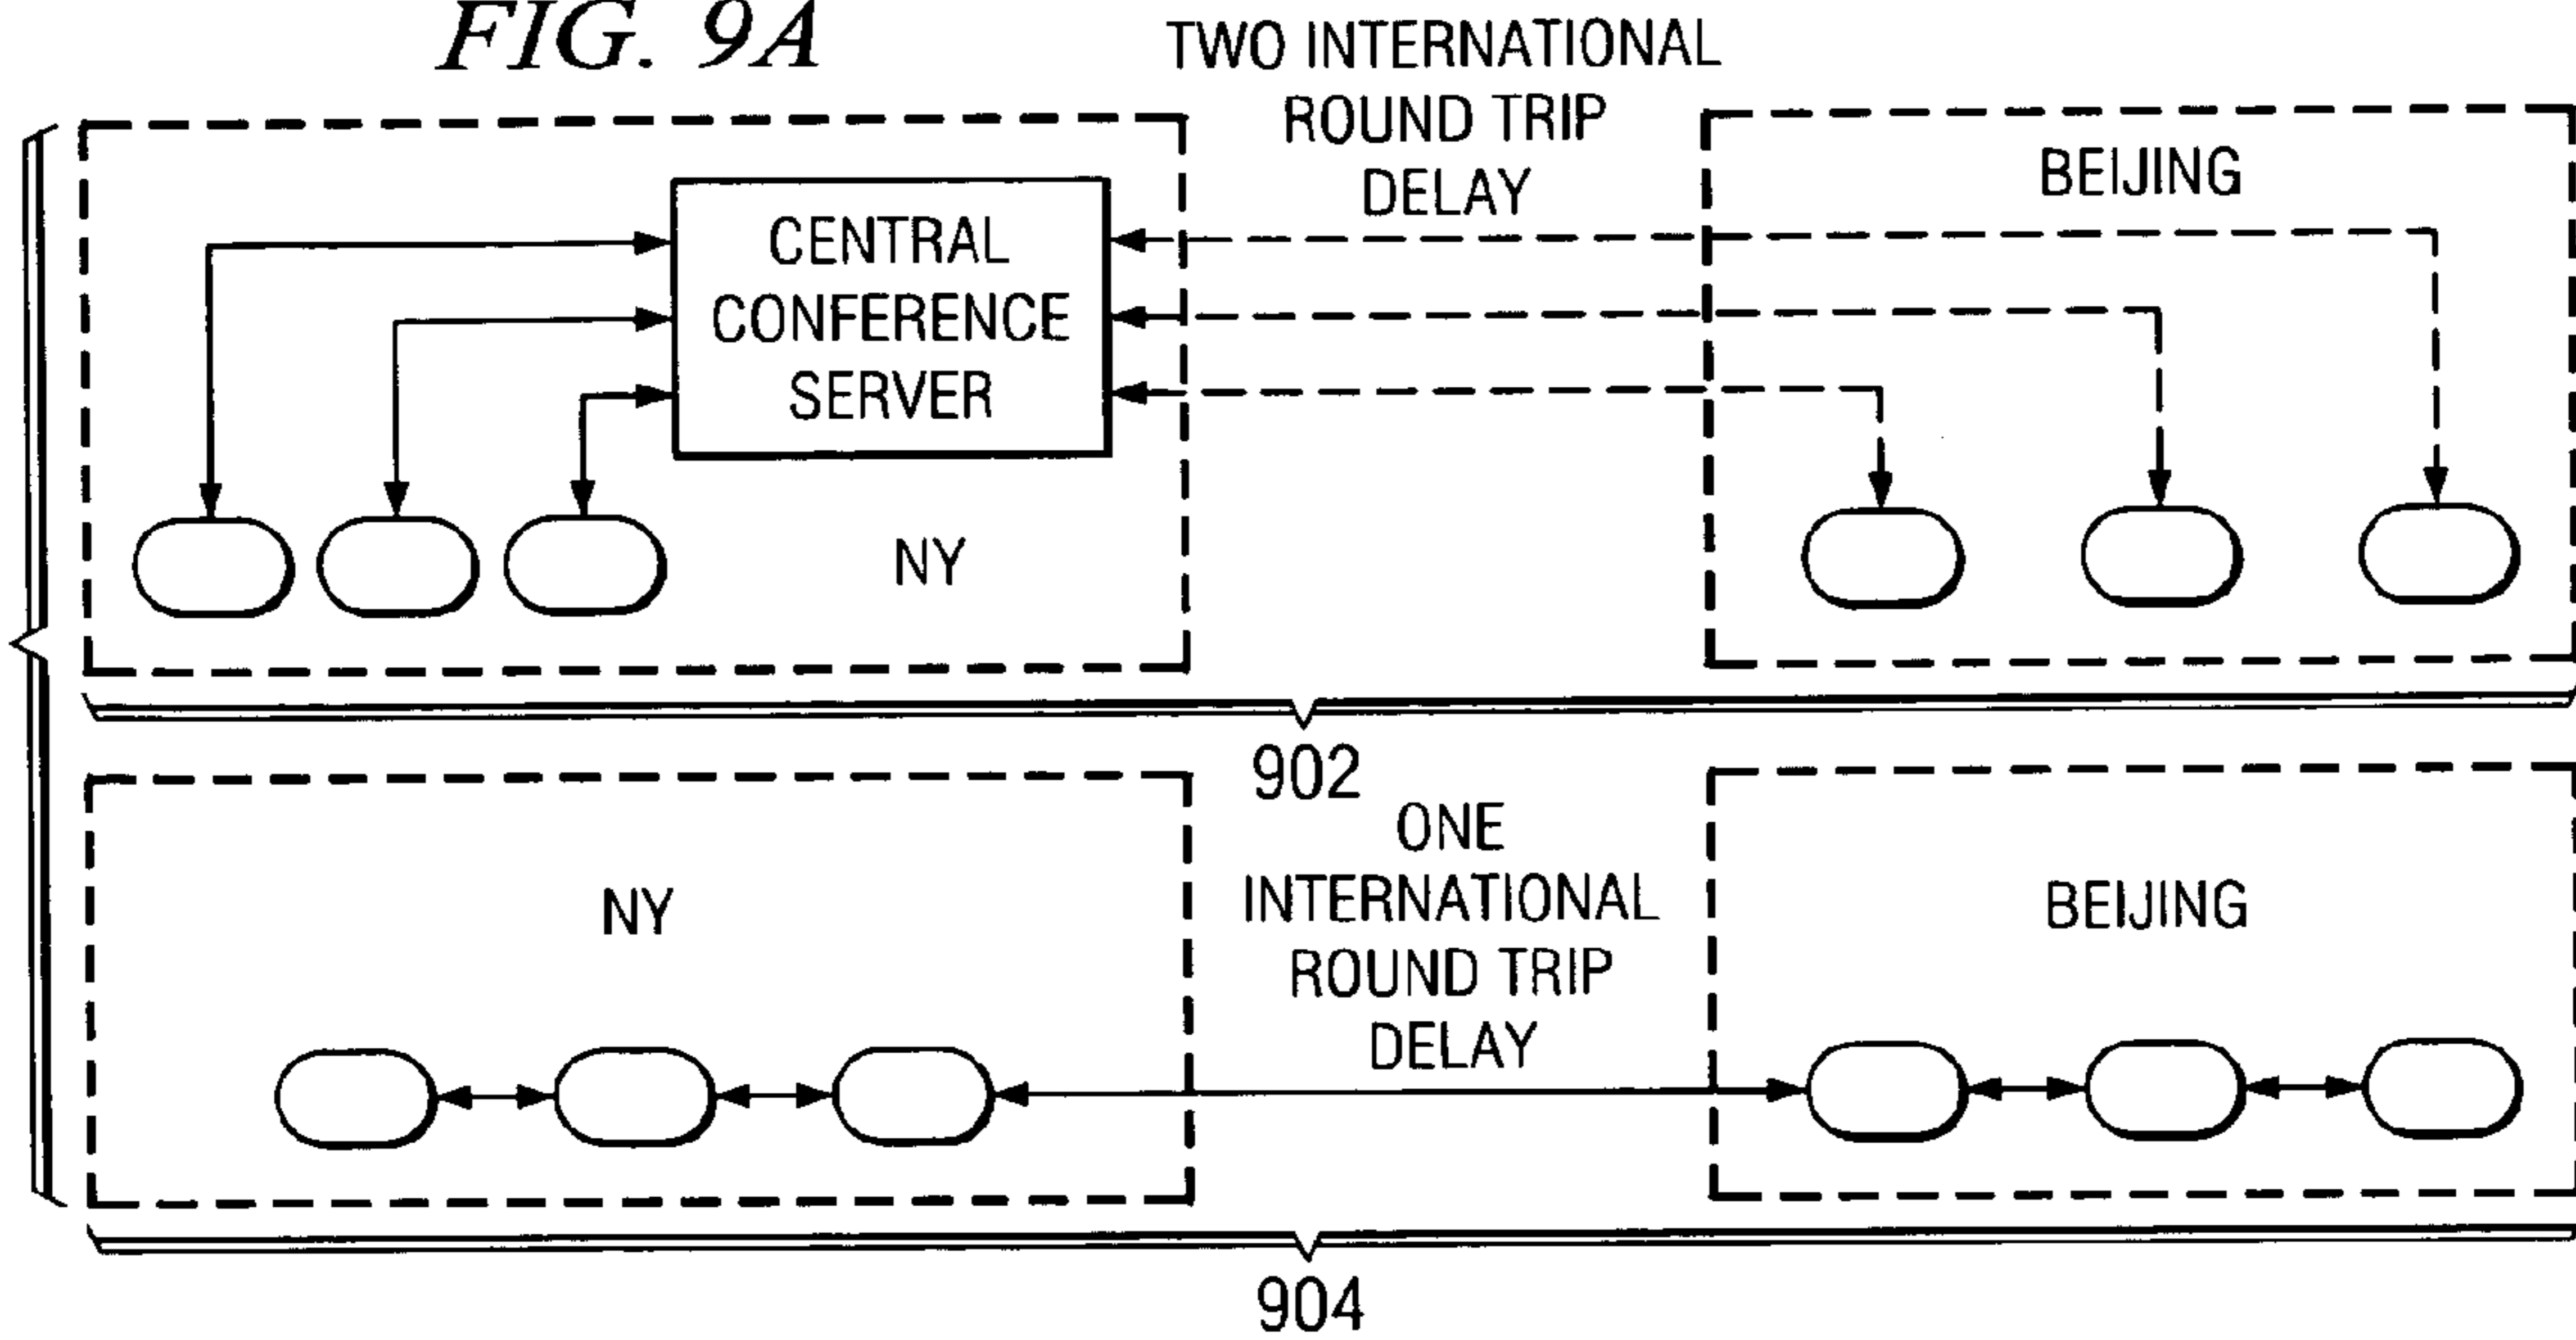 FIG. 9A
TWO INTERNATIONAL
ROUND TRIP
DELAY
CENTRAL
CONFERENCE
SERVER
NY
BEIJING
902
NY
ONE
INTERNATIONAL
ROUND TRIP
DELAY
BEIJING
904